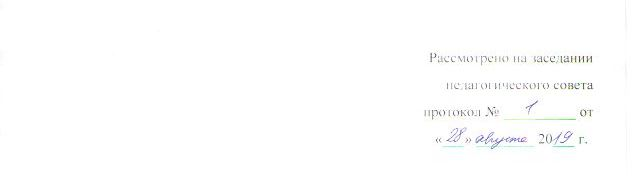 Рассмотрено на заседании
педагогического совета
протокол № 1 от
«28» августа 2019 г.